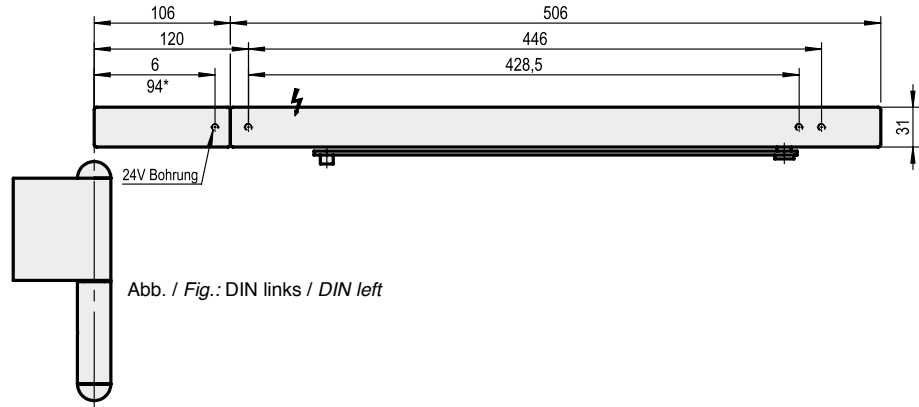 106 506
120 446
6 428,5
94*
31
24V Bohrung
Abb. / Fig.: DIN links / DIN left